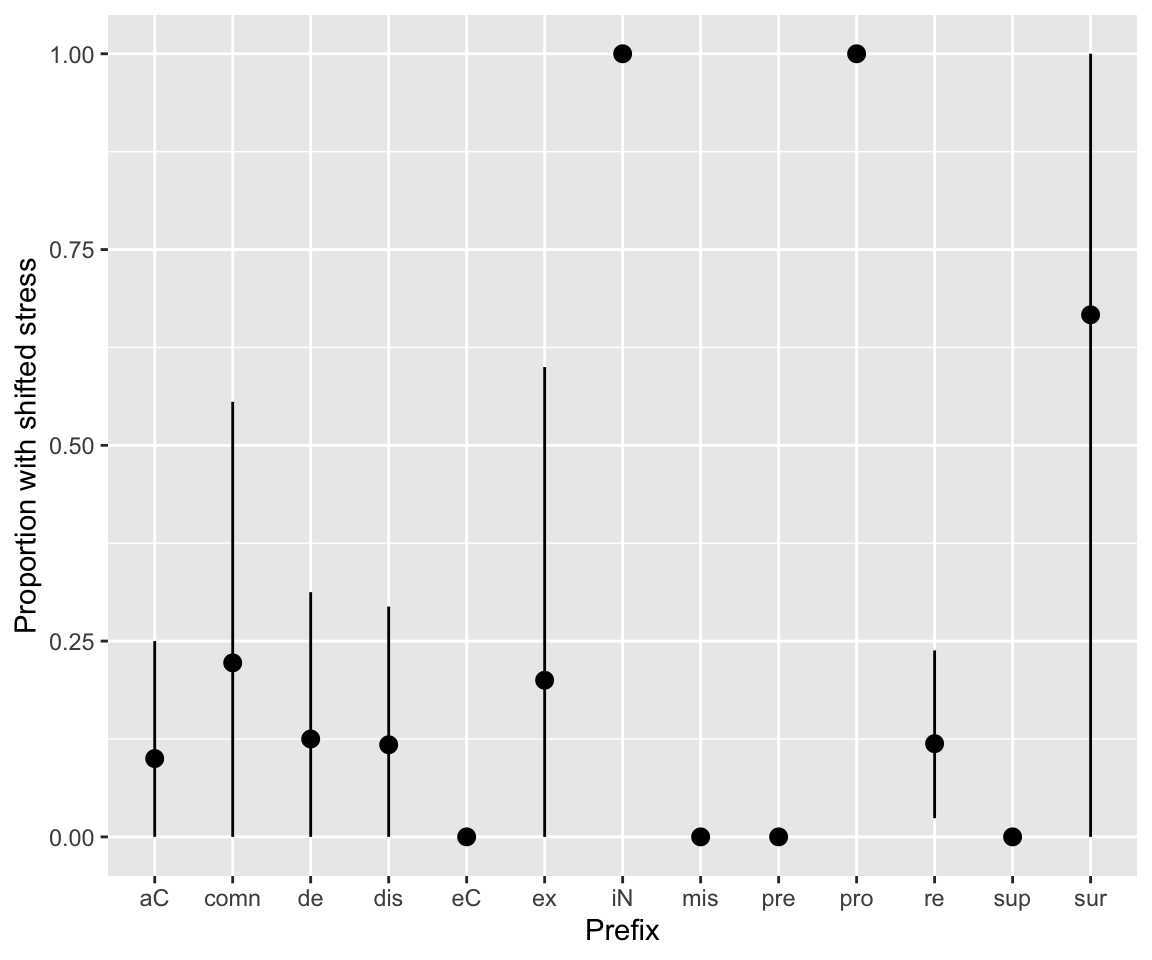 Proportion with shifted stress
1.00
0.75
0.50
0.25
0.00
aC comn de dis eC ex iN mis pre pro re sup sur
Prefix